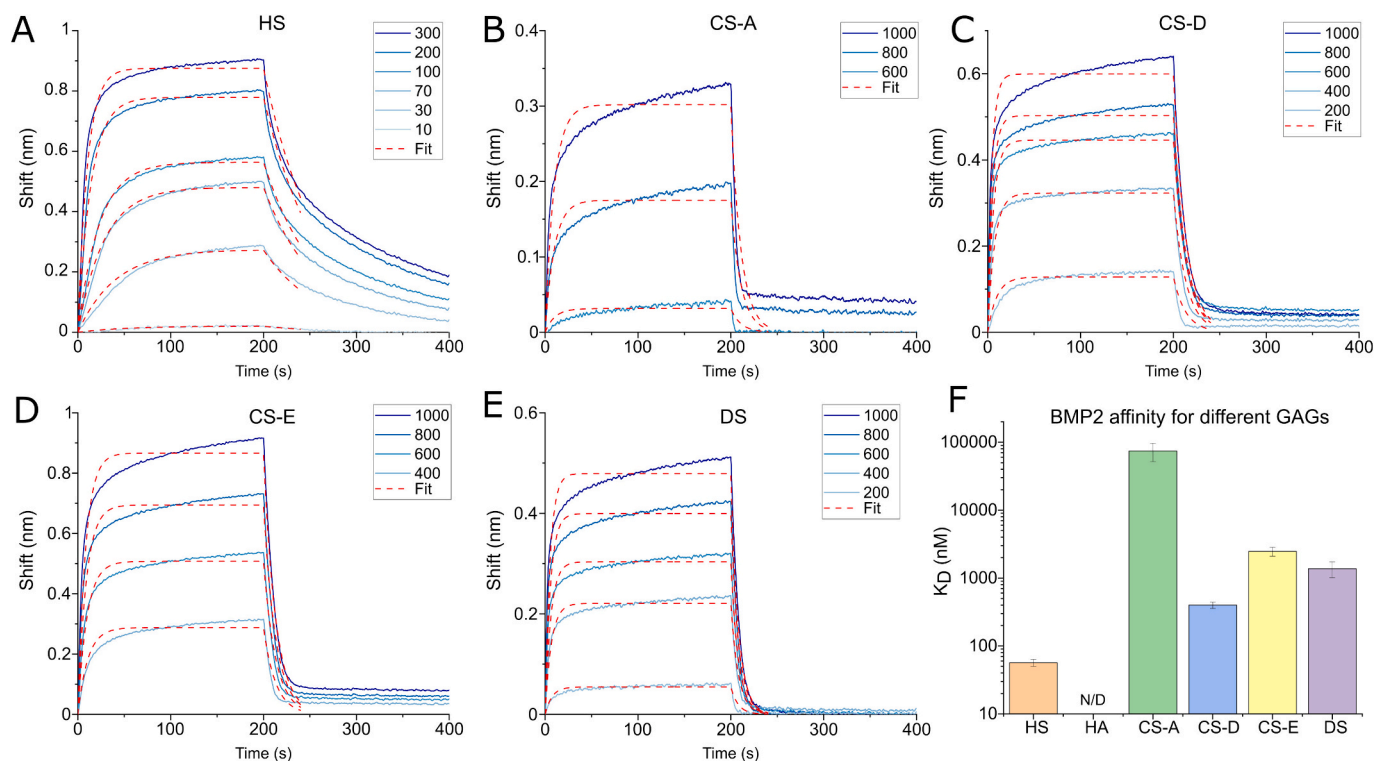 A
HS
Shift (nm)
1
0.8
0.6
0.4
0.2
0
0
100
200
300
400
Time (s)
300
200
100
70
30
10
Fit
B
CS-A
Shift (nm)
0.4
0.3
0.2
0.1
0
0
100
200
300
400
Time (s)
1000
800
600
Fit
C
CS-D
Shift (nm)
0.6
0.4
0.2
0
0
100
200
300
400
Time (s)
1000
800
600
400
200
Fit
D
CS-E
Shift (nm)
1
0.8
0.6
0.4
0.2
0
0
100
200
300
400
Time (s)
1000
800
600
400
Fit
E
DS
Shift (nm)
0.6
0.4
0.2
0
0
100
200
300
400
Time (s)
1000
800
600
400
200
Fit
F
BMP2 affinity for different GAGs
KD (nM)
100000
10000
1000
100
10
N/D
HS
HA
CS-A
CS-D
CS-E
DS